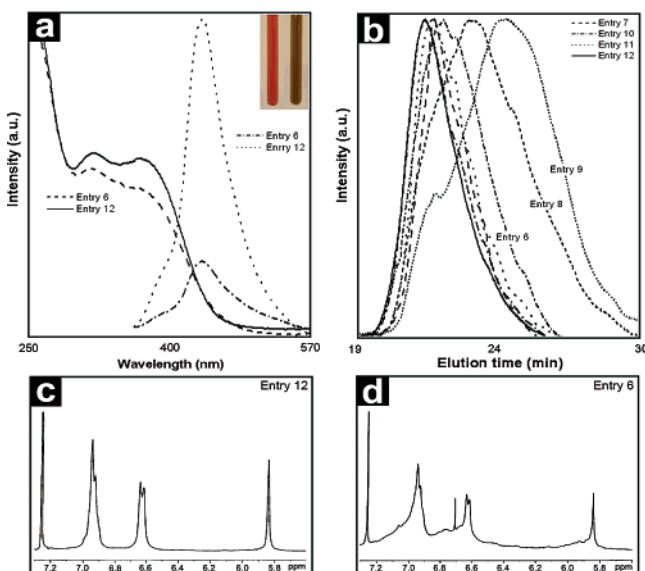 a
Intensity (a.u.)
Entry 6
Enrry 12
Entry 6
Entry 12
250
400
570
Wavelength (nm)
b
Intensity (a.u.)
Entry 7
Entry 10
Entry 11
Entry 12
Entry 9
Entry 8
Entry 6
19
24
30
Elution time (min)
c
Entry 12
7.2
7.0
6.8
6.6
6.4
6.2
6.0
5.8
ppm
d
Entry 6
7.2
7.0
6.8
6.6
6.4
6.2
6.0
5.8
ppm